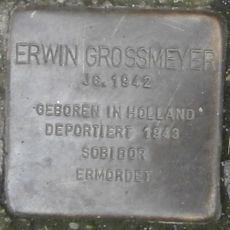 ERWIN GROSSMEYER
JG. 1942
GEBOREN IN HOLLAND
DEPORTIERT 1943
SOBIBOR
ERMORDET